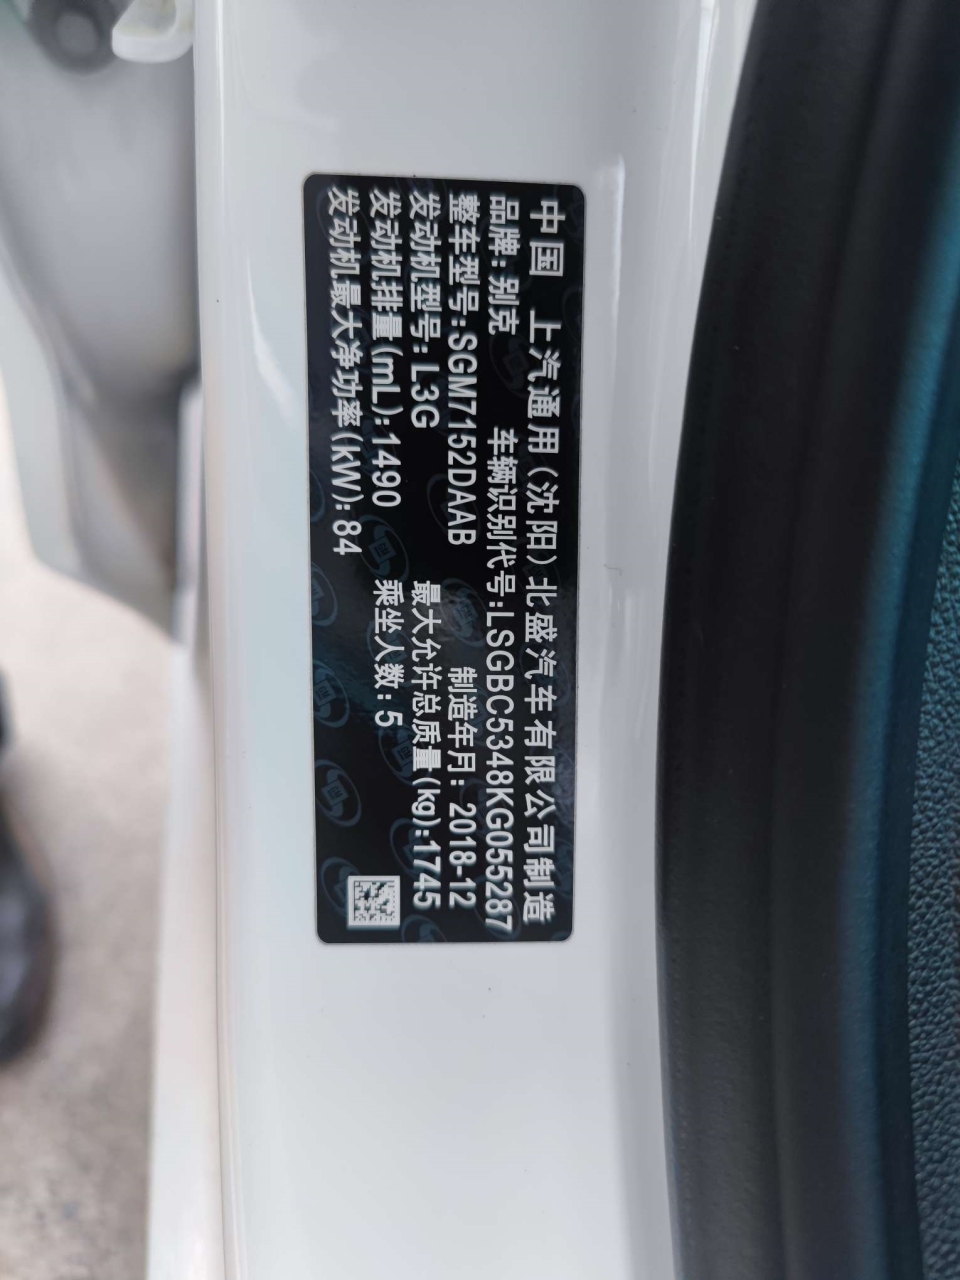 中国 上汽通用(沈阳)北盛汽车有限公司制造
品牌:别克 车辆识别代号:LSGBC5348KG055287
整车型号:SGM7152DAAB 制造年月:2018-12
发动机型号:L3G 最大允许总质量(kg):1745
发动机排量(mL):1490 乘坐人数:5
发动机最大净功率(kW):84